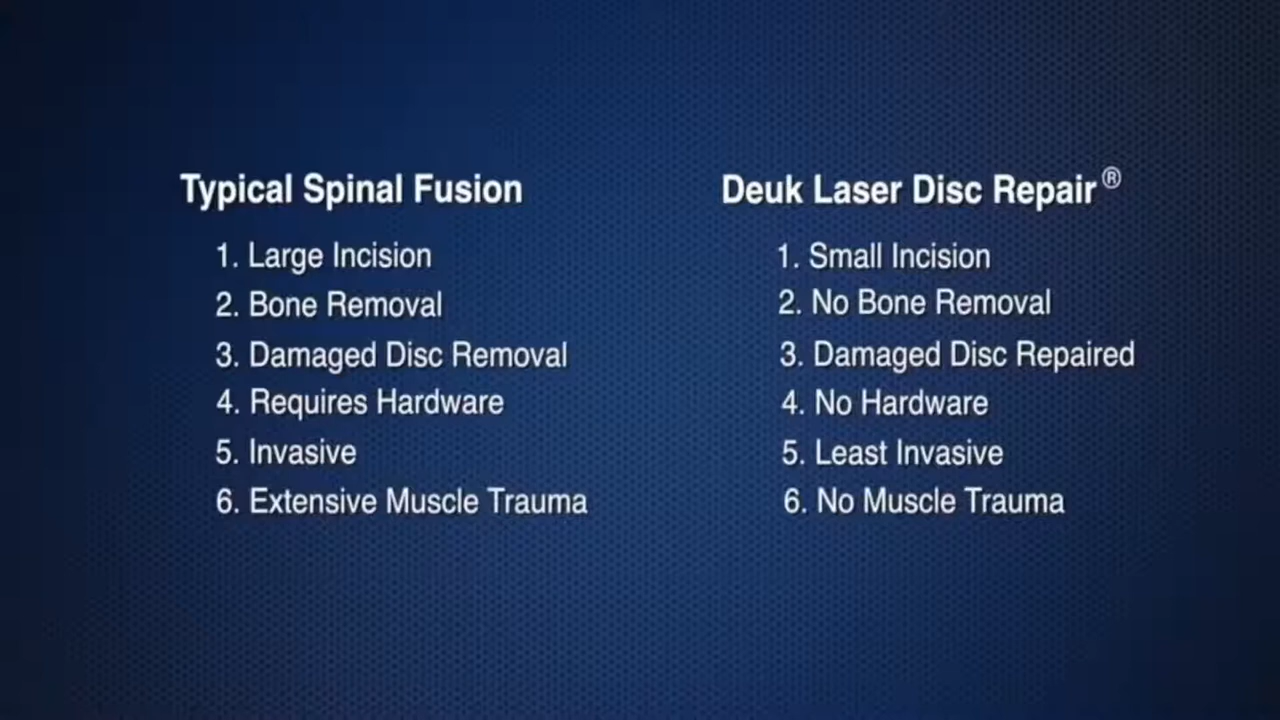 Typical Spinal Fusion
1. Large Incision
2. Bone Removal
3. Damaged Disc Removal
4. Requires Hardware
5. Invasive
6. Extensive Muscle Trauma
Deuk Laser Disc Repair®
1. Small Incision
2. No Bone Removal
3. Damaged Disc Repaired
4. No Hardware
5. Least Invasive
6. No Muscle Trauma